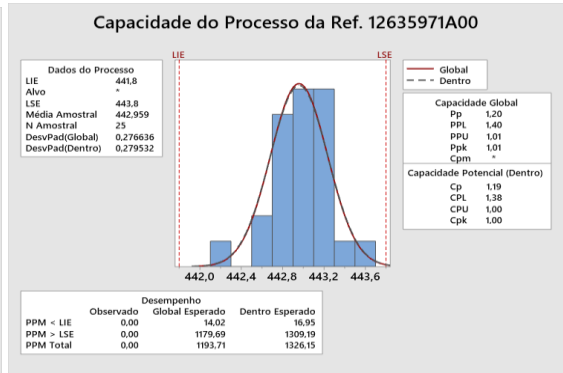 Capacidade do Processo da Ref. 12635971A00
LIE LSE
Dados do Processo
LIE 441,8
Alvo *
LSE 443,8
Média Amostral 442,959
N Amostral 25
DesvPad(Global) 0,276636
DesvPad(Dentro) 0,279532
Global
Dentro
Capacidade Global
Pp 1,20
PPL 1,40
PPU 1,01
Ppk 1,01
Cpm *
Capacidade Potencial (Dentro)
Cp 1,19
CPL 1,38
CPU 1,00
Cpk 1,00
442,0 442,4 442,8 443,2 443,6
Desempenho
Observado Global Esperado Dentro Esperado
PPM < LIE 0,00 14,02 16,95
PPM > LSE 0,00 1179,69 1309,19
PPM Total 0,00 1193,71 1326,15